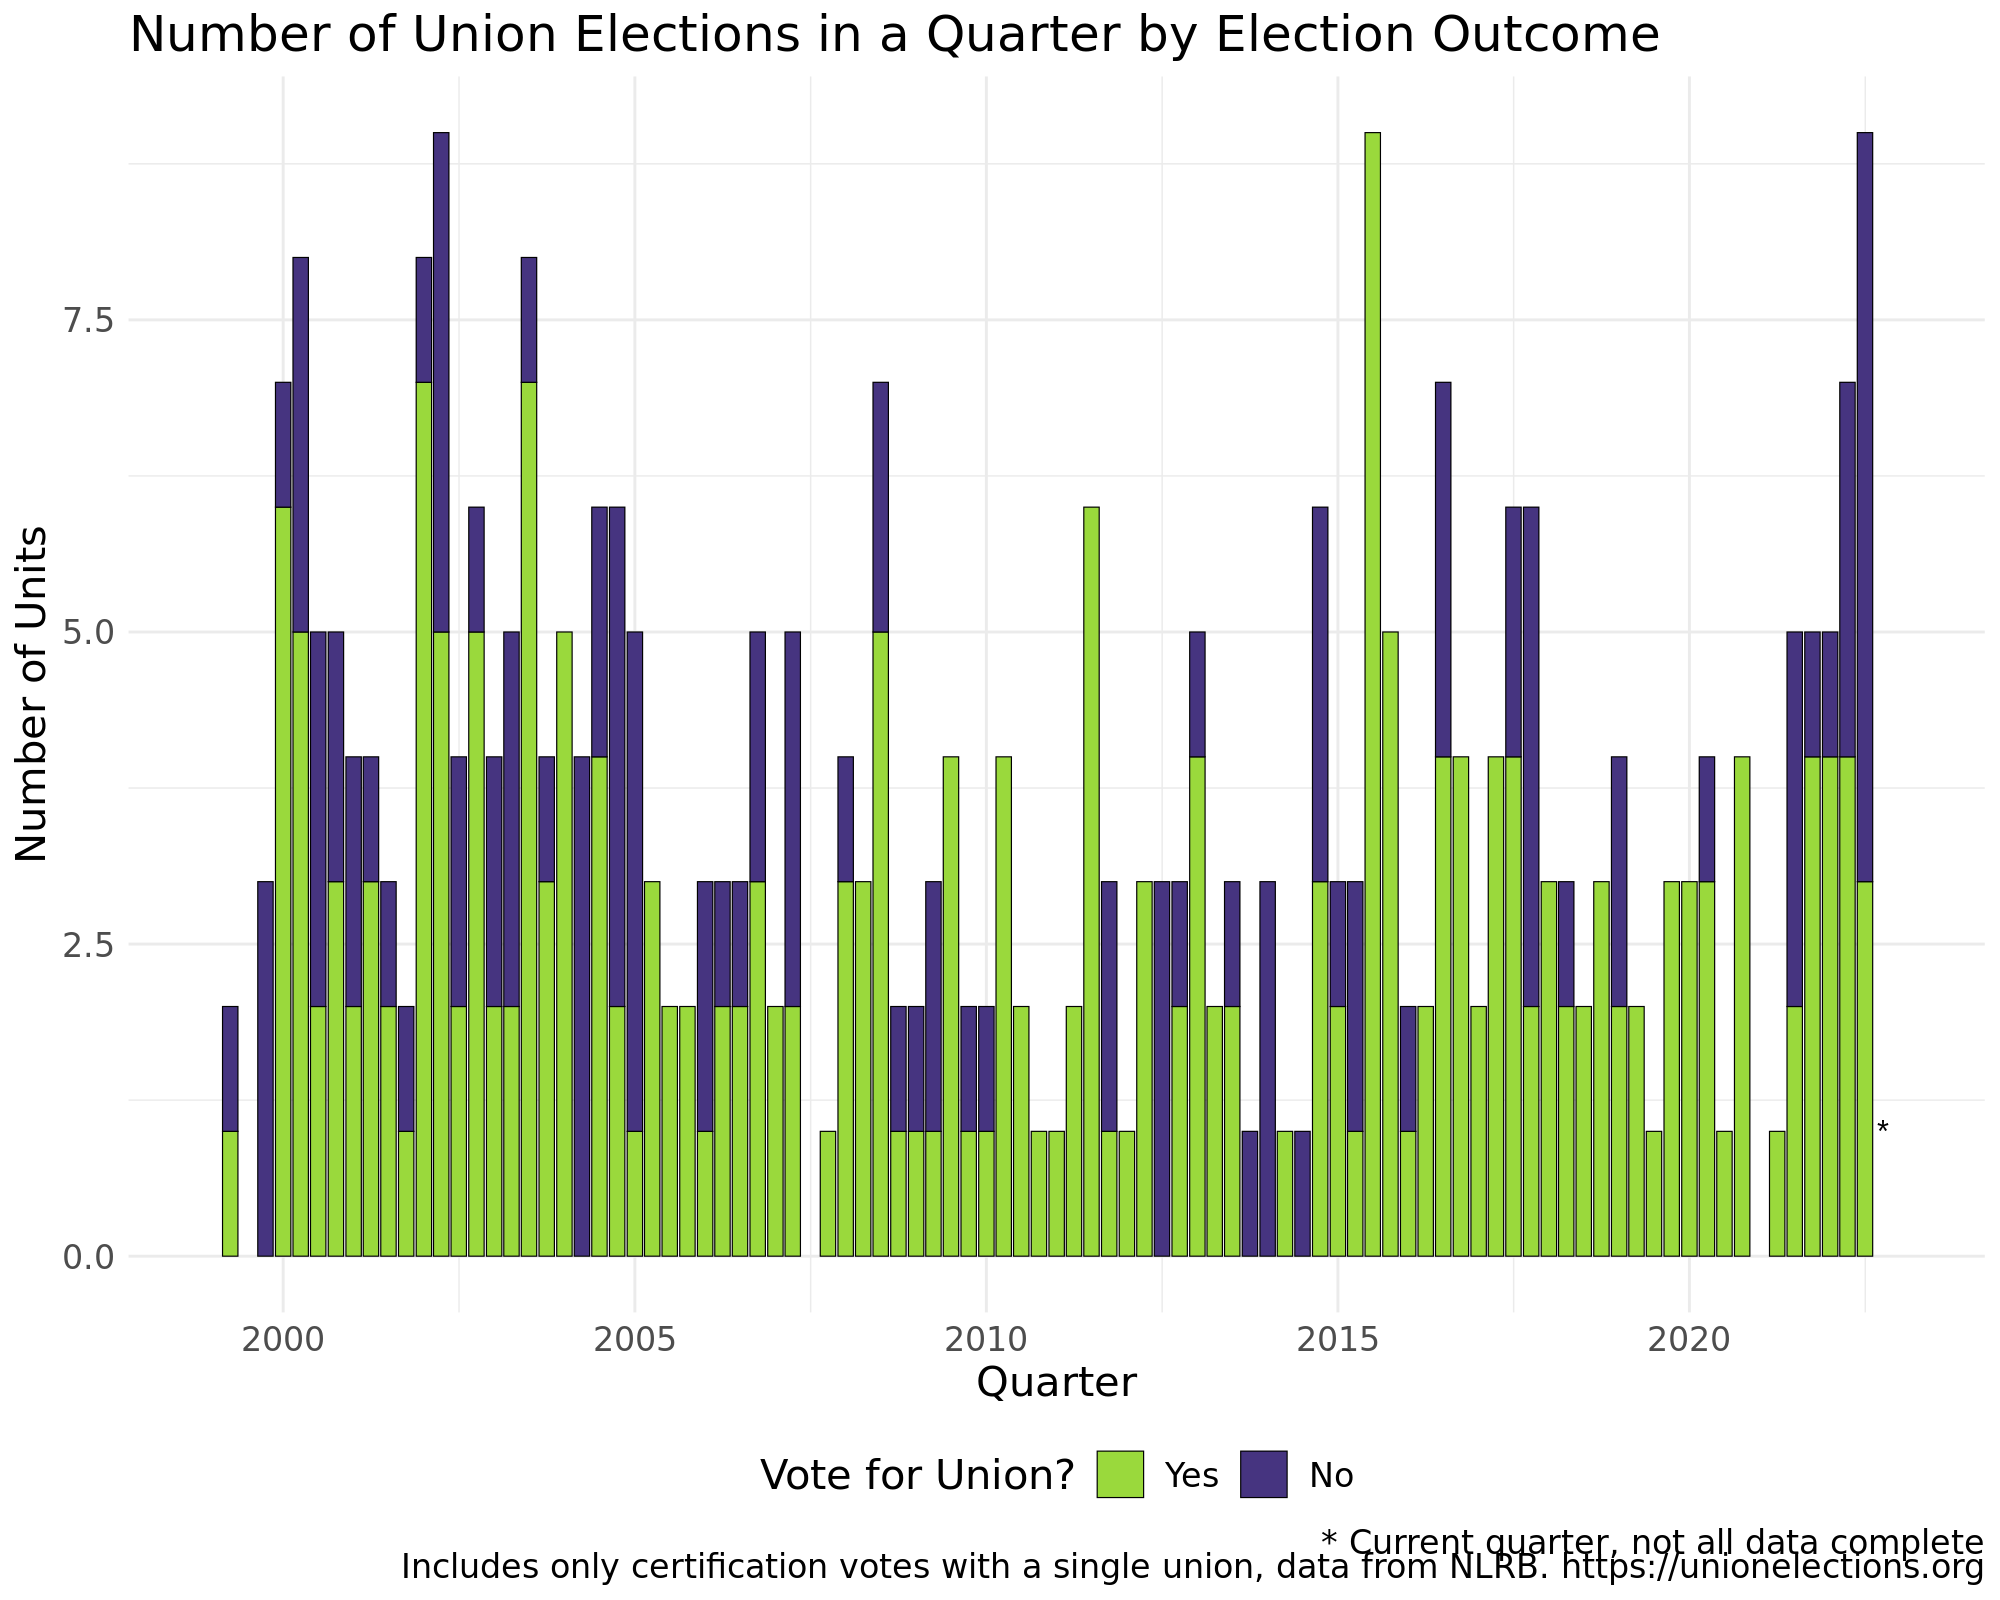 Number of Union Elections in a Quarter by Election Outcome
Number of Units
7.5
5.0
2.5
0.0
*
2000 2005 2010 2015 2020
Quarter
Vote for Union? Yes No
* Current quarter, not all data complete
Includes only certification votes with a single union, data from NLRB. https://unionelections.org